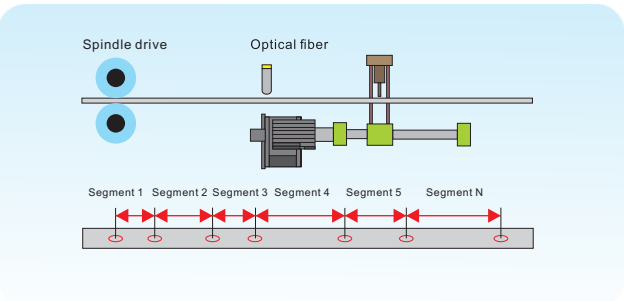 Spindle drive
Optical fiber
Segment 1
Segment 2
Segment 3
Segment 4
Segment 5
Segment N